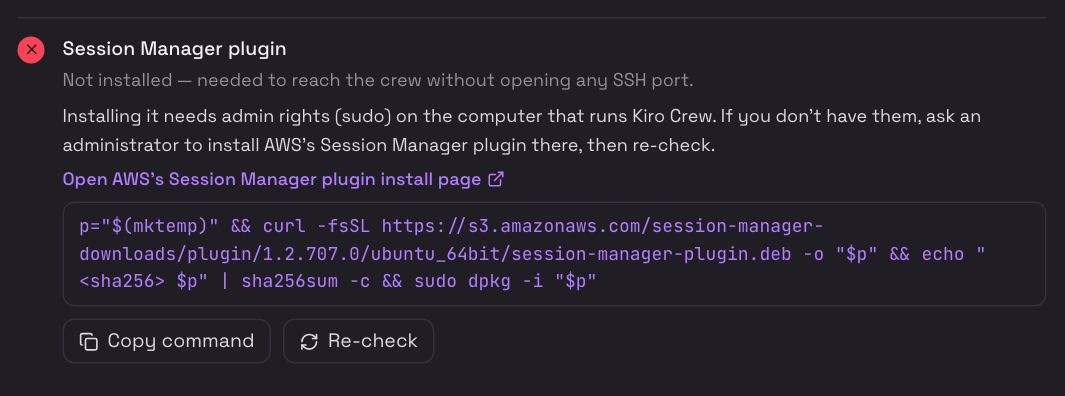 Session Manager plugin
Not installed — needed to reach the crew without opening any SSH port.
Installing it needs admin rights (sudo) on the computer that runs Kiro Crew. If you don't have them, ask an
administrator to install AWS's Session Manager plugin there, then re-check.
Open AWS's Session Manager plugin install page
p="$(mktemp)" && curl -fsSL https://s3.amazonaws.com/session-manager-
downloads/plugin/1.2.707.0/ubuntu_64bit/session-manager-plugin.deb -o "$p" && echo "
<sha256> $p" | sha256sum -c && sudo dpkg -i "$p"
Copy command
Re-check